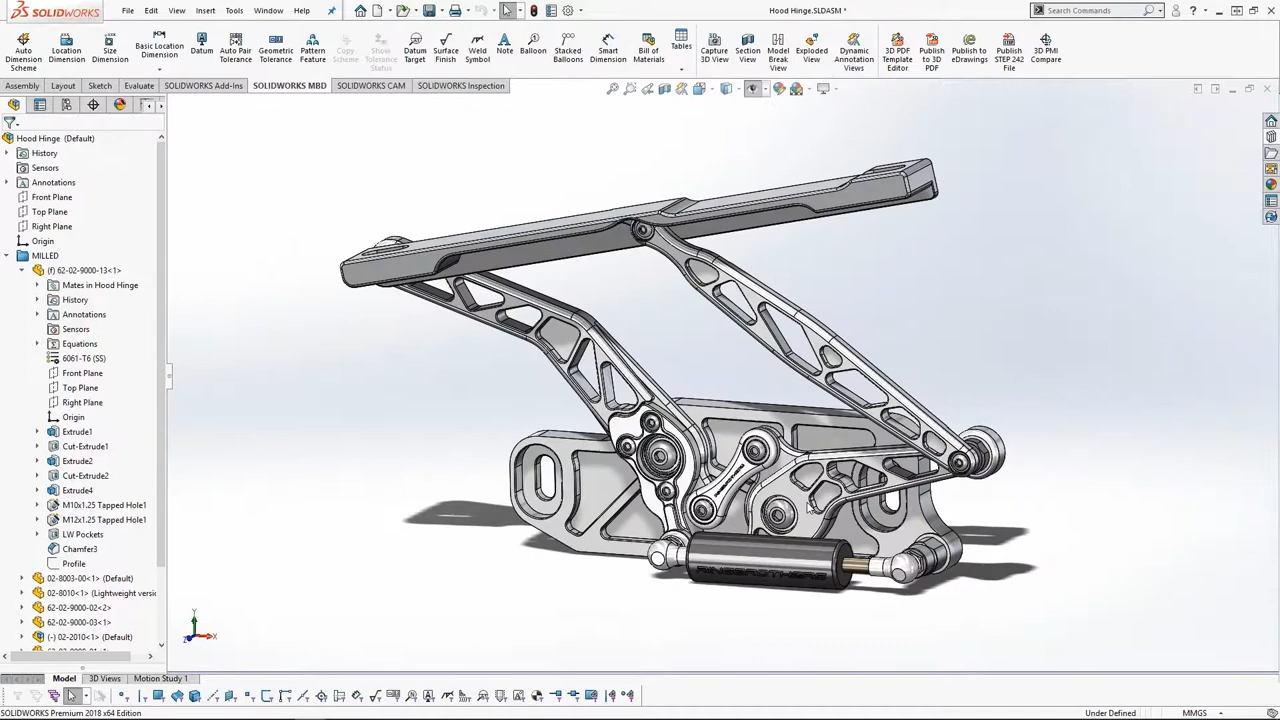 SOLIDWORKS
File
Edit
View
Insert
Tools
Window
Hood Hinge.SLDASM *
Search Commands
Auto Dimension Scheme
Location Dimension
Size Dimension
Basic Location Dimension
Datum
Auto Pair Tolerance
Geometric Tolerance
Pattern Feature
Copy Scheme
Show Tolerance Status
Datum Target
Surface Finish
Weld Symbol
Note
Balloon
Stacked Balloons
Smart Dimension
Bill of Materials
Tables
Capture 3D View
Section View
Model Break View
Exploded View
Dynamic Annotation Views
3D PDF Template Editor
Publish to 3D PDF
Publish to eDrawings
Publish STEP 242 File
3D PMI Compare
Assembly
Layout
Sketch
Evaluate
SOLIDWORKS Add-Ins
SOLIDWORKS MBD
SOLIDWORKS CAM
SOLIDWORKS Inspection
Hood Hinge (Default)
History
Sensors
Annotations
Front Plane
Top Plane
Right Plane
Origin
MILLED
(f) 62-02-9000-13<1>
Mates in Hood Hinge
History
Annotations
Sensors
Equations
6061-T6 (SS)
Front Plane
Top Plane
Right Plane
Origin
Extrude1
Cut-Extrude1
Extrude2
Cut-Extrude2
Extrude4
M10x1.25 Tapped Hole1
M12x1.25 Tapped Hole1
LW Pockets
Chamfer3
Profile
02-8003-00<1> (Default)
02-8010<1> (Lightweight versio
62-02-9000-02<2>
62-02-9000-03<1>
(-) 02-2010<1> (Default)
RINGBROTHERS
Y
X
Z
Model
3D Views
Motion Study 1
SOLIDWORKS Premium 2018 x64 Edition
Under Defined
MMGS